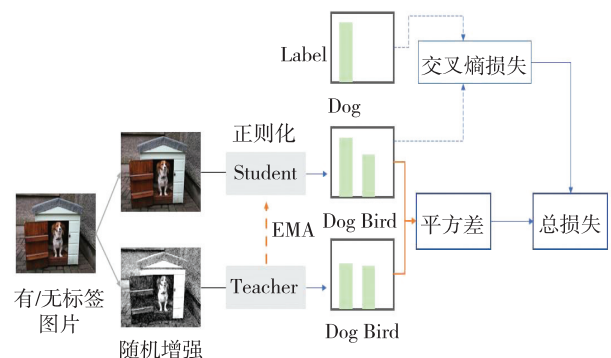 Label
交叉熵损失
Dog
正则化
Student
Dog Bird
EMA
平方差
总损失
Teacher
有/无标签
图片
随机增强
Dog Bird